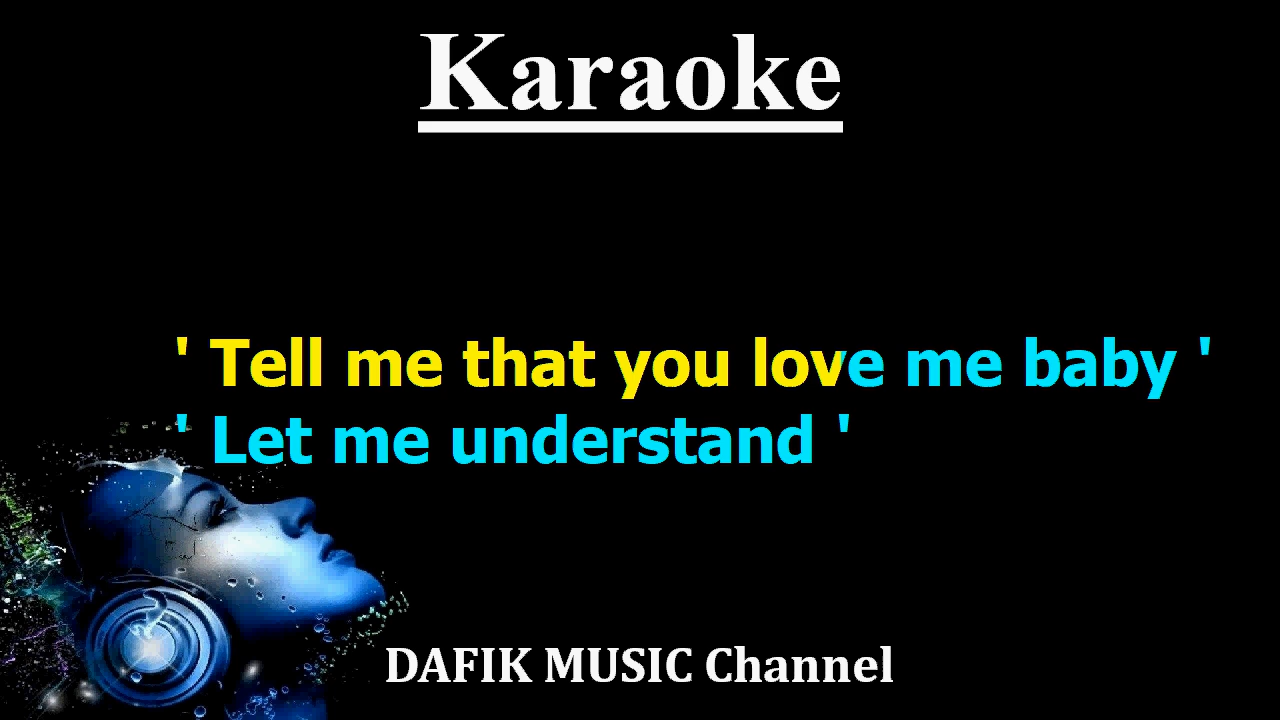 Karaoke
' Tell me that you love me baby '
' Let me understand '
DAFIK MUSIC Channel